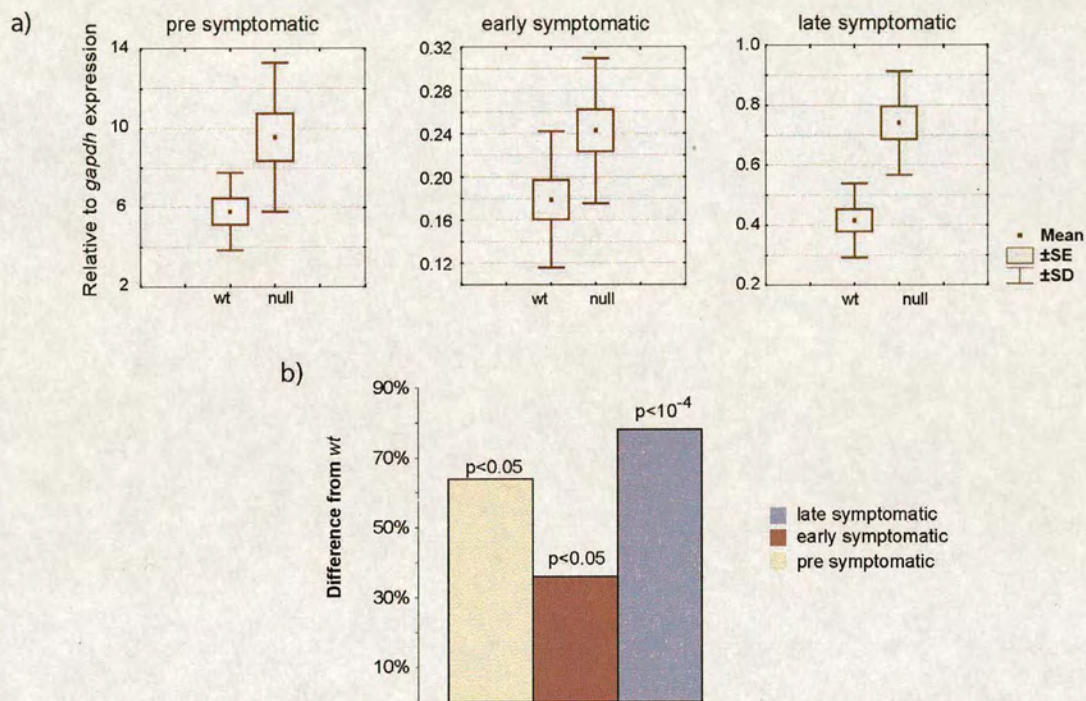 a)
pre symptomatic
early symptomatic
late symptomatic
Relative to gapdh expression
14
10
6
2
wt null
0.32
0.28
0.24
0.20
0.16
0.12
wt null
1.0
0.8
0.6
0.4
0.2
wt null
Mean
±SE
±SD
b)
Difference from wt
90%
70%
50%
30%
10%
p<0.05
p<0.05
p<10⁻⁴
late symptomatic
early symptomatic
pre symptomatic